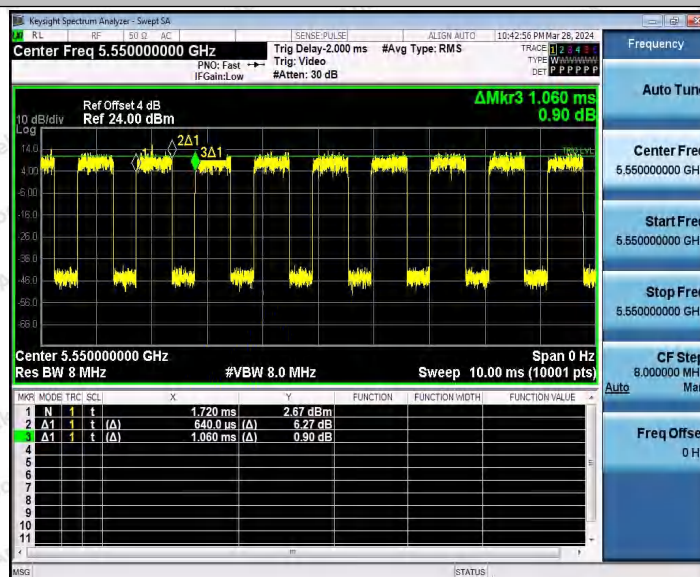 Keysight Spectrum Analyzer - Swept SA
RL RF 50 Ω AC SENSE:PULSE ALIGN AUTO 10:42:56 PM Mar 28, 2024
Center Freq 5.550000000 GHz
PNO: Fast
IFGain:Low
Trig Delay-2.000 ms
Trig: Video
#Atten: 30 dB
#Avg Type: RMS
TRACE 1 2 3 4 5
TYPE
DET P P P P P P
Ref Offset 4 dB
Ref 24.00 dBm
10 dB/div
Log
ΔMkr3 1.060 ms
0.90 dB
14.0
4.00
-6.00
-16.0
-26.0
-36.0
-46.0
-56.0
-66.0
1
2Δ1
3Δ1
TRIG LVL
Center 5.550000000 GHz Span 0 Hz
Res BW 8 MHz #VBW 8.0 MHz Sweep 10.00 ms (10001 pts)
MKR MODE TRC SCL X Y FUNCTION FUNCTION WIDTH FUNCTION VALUE
1 N 1 t 1.720 ms 2.67 dBm
2 Δ1 1 t (Δ) 640.0 us (Δ) 6.27 dB
3 Δ1 1 t (Δ) 1.060 ms (Δ) 0.90 dB
4
5
6
7
8
9
10
11
MSG STATUS
Frequency
Auto Tun
Center Fre
5.550000000 GH
Start Fre
5.550000000 GH
Stop Fre
5.550000000 GH
CF Ste
8.000000 MH
Auto Ma
Freq Offse
0 H